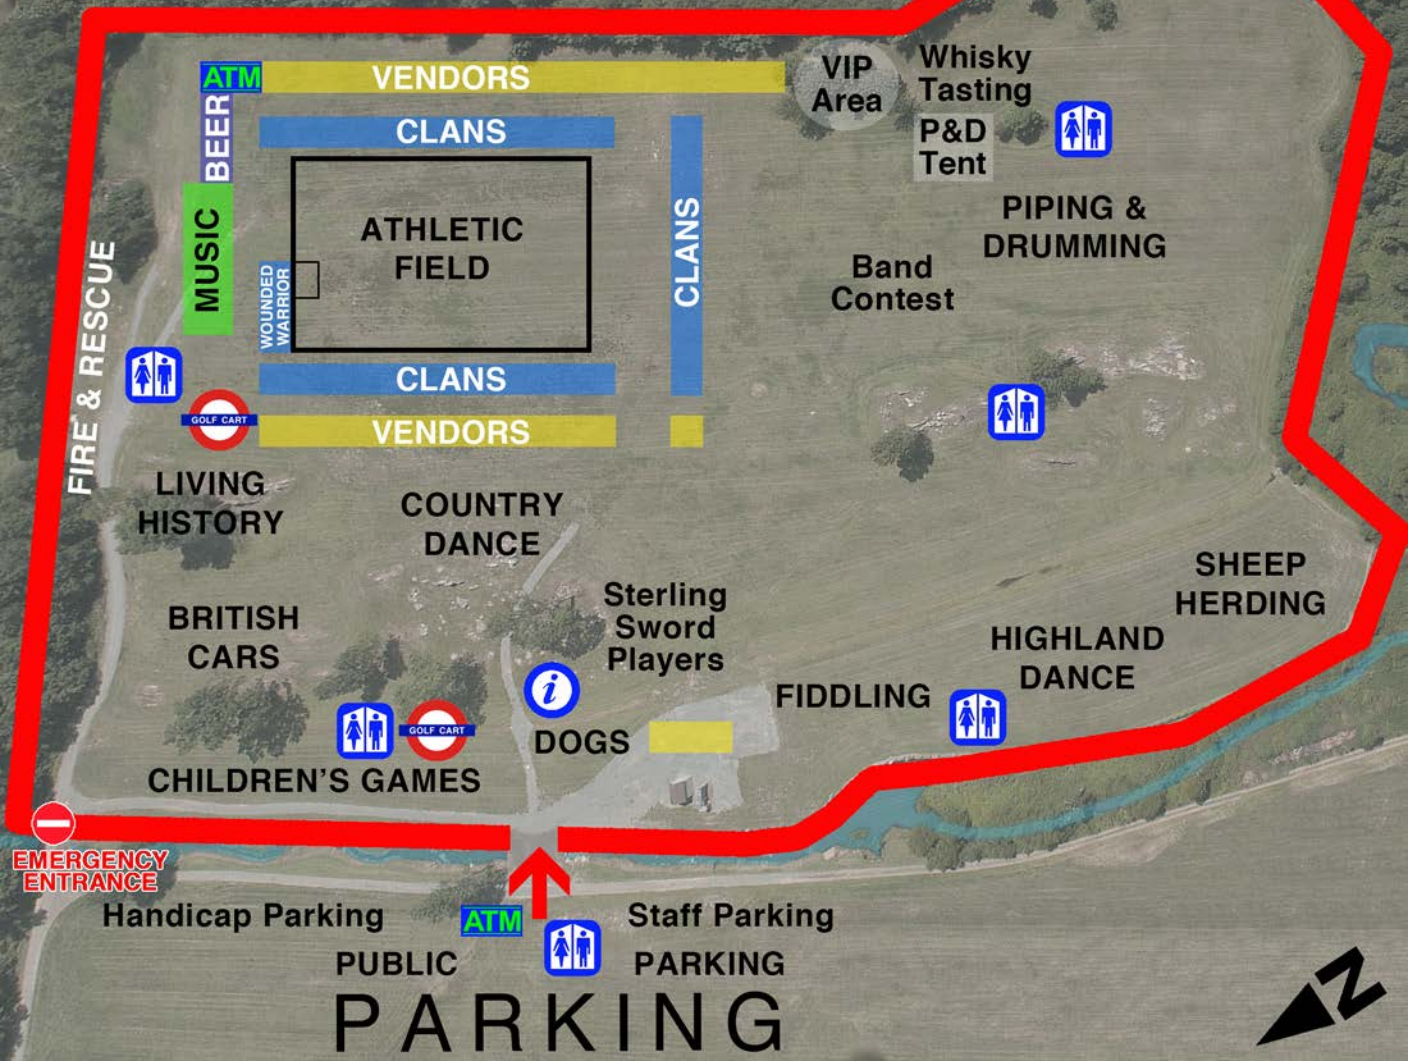 ATM
VENDORS
BEER
CLANS
VIP
Area
Whisky
Tasting
P&D
Tent
PIPING &
DRUMMING
MUSIC
ATHLETIC
FIELD
WOUNDED
WARRIOR
CLANS
Band
Contest
FIRE & RESCUE
CLANS
GOLF CART
VENDORS
LIVING
HISTORY
COUNTRY
DANCE
SHEEP
HERDING
BRITISH
CARS
Sterling
Sword
Players
HIGHLAND
DANCE
i
FIDDLING
GOLF CART
DOGS
CHILDREN'S GAMES
EMERGENCY
ENTRANCE
Handicap Parking
ATM
Staff Parking
PUBLIC
PARKING
PARKING
N